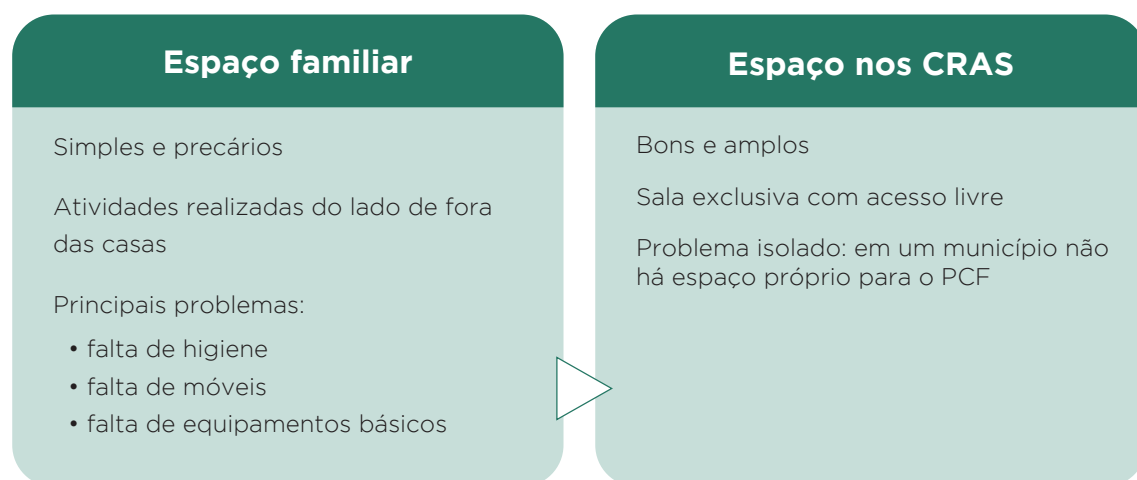 Espaço familiar
Simples e precários
Atividades realizadas do lado de fora
das casas
Principais problemas:
• falta de higiene
• falta de móveis
• falta de equipamentos básicos
Espaço nos CRAS
Bons e amplos
Sala exclusiva com acesso livre
Problema isolado: em um município não
há espaço próprio para o PCF